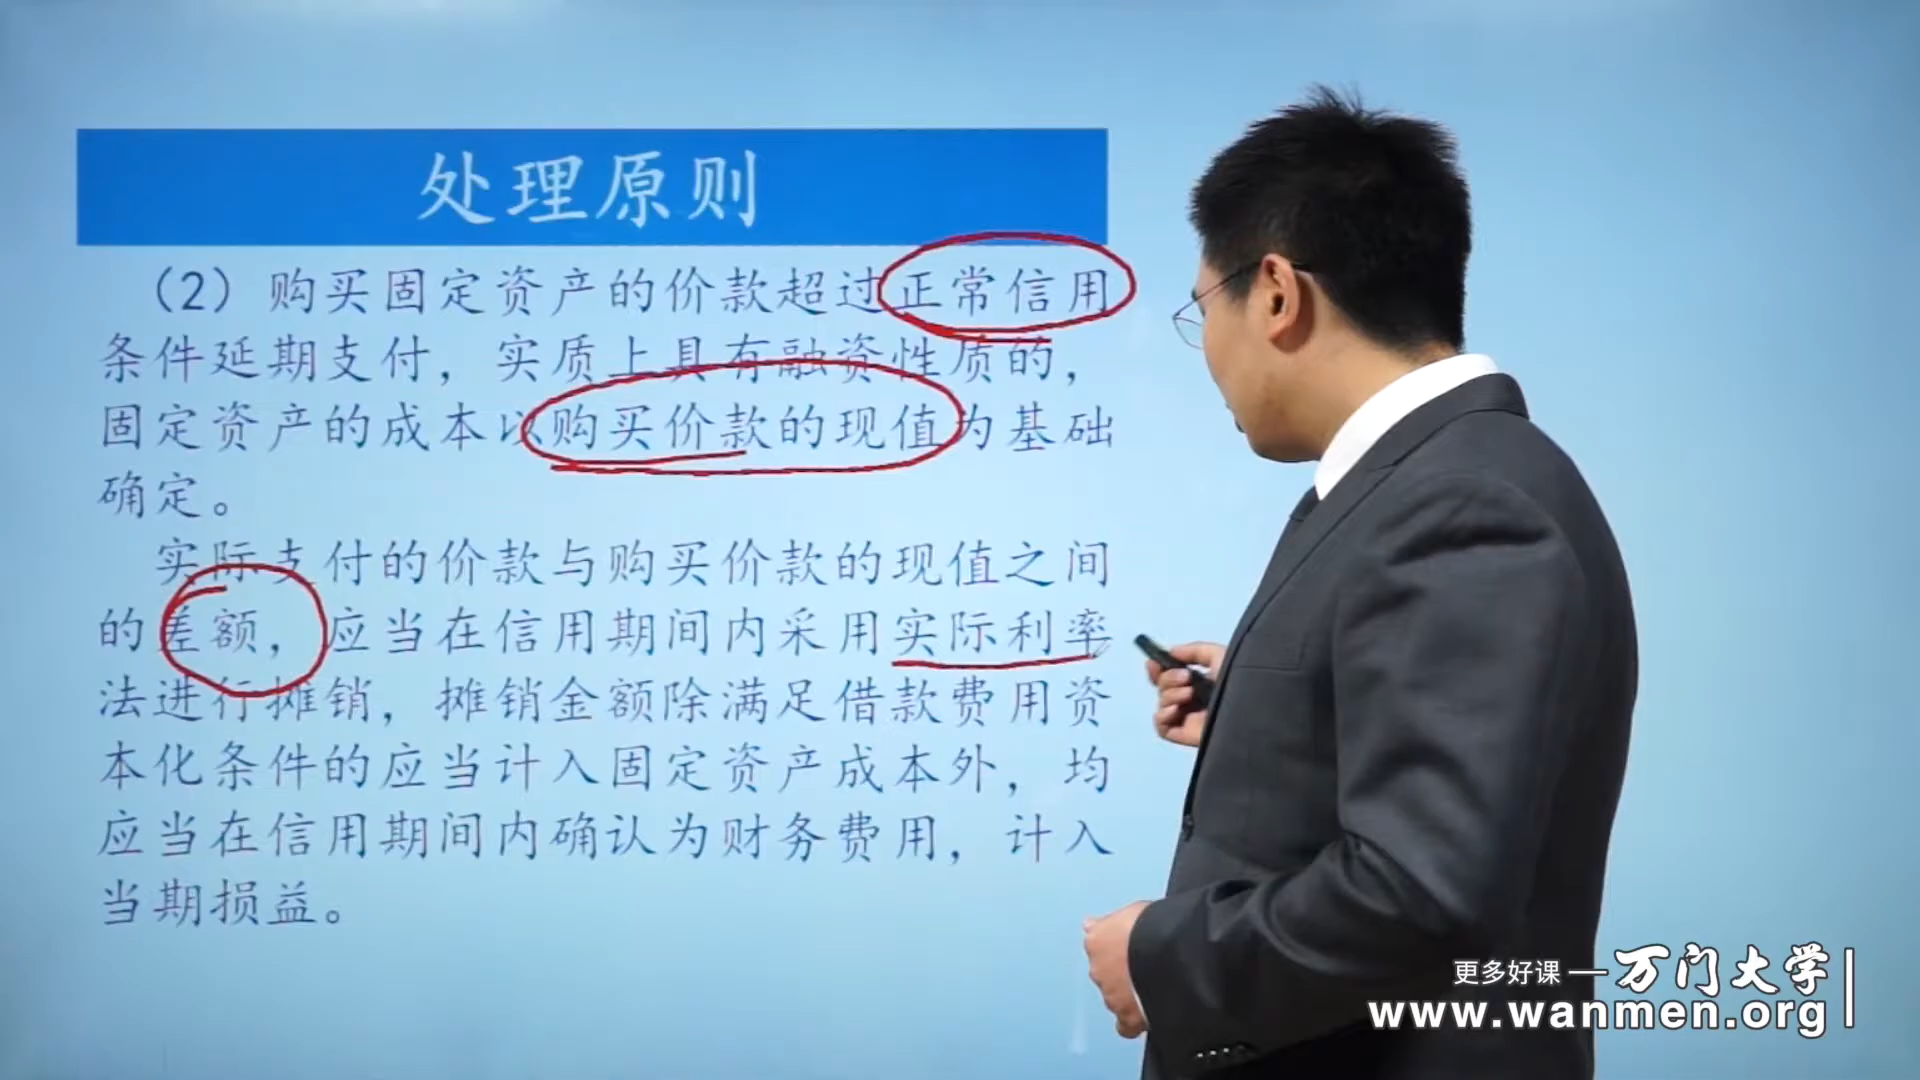 处理原则
（2）购买固定资产的价款超过正常信用
条件延期支付，实质上具有融资性质的，
固定资产的成本以购买价款的现值为基础
确定。
实际支付的价款与购买价款的现值之间
的差额，应当在信用期间内采用实际利率
法进行摊销，摊销金额除满足借款费用资
本化条件的应当计入固定资产成本外，均
应当在信用期间内确认为财务费用，计入
当期损益。
更多好课—万门大学
www.wanmen.org